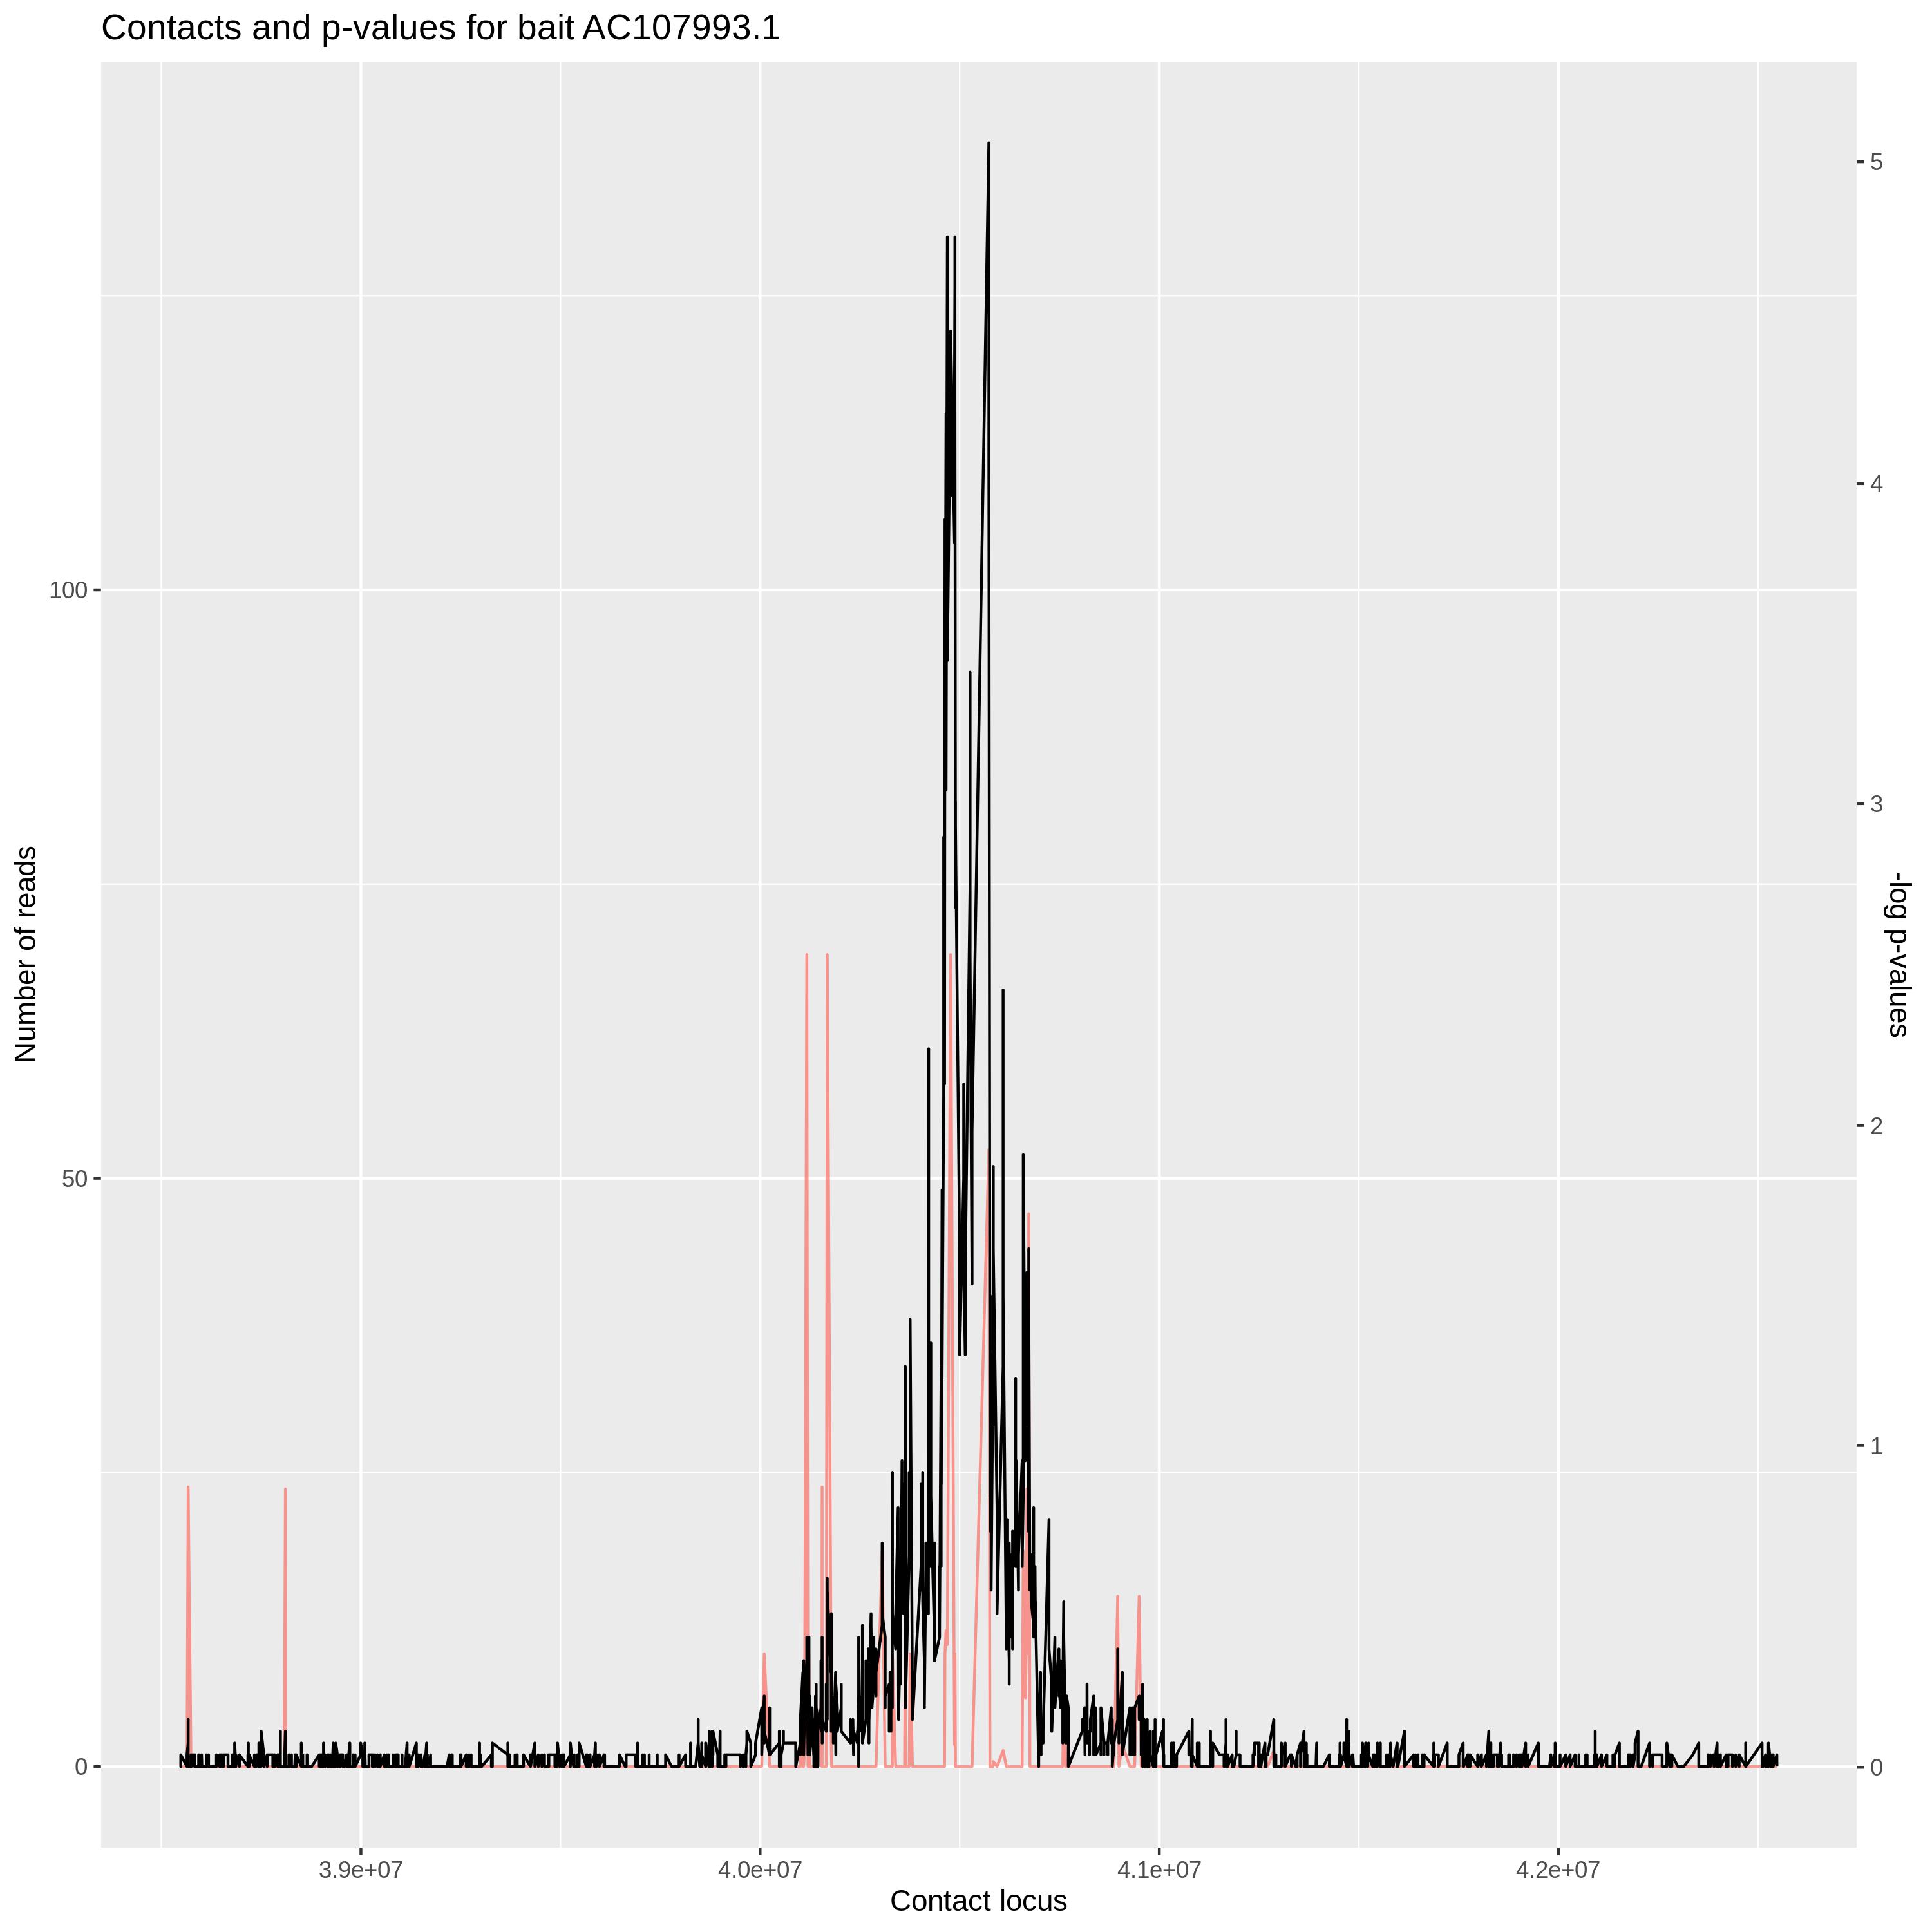 Contacts and p-values for bait AC107993.1
Number of reads
100
50
0
5
4
3
2
1
0
-log p-values
3.9e+07 4.0e+07 4.1e+07 4.2e+07
Contact locus